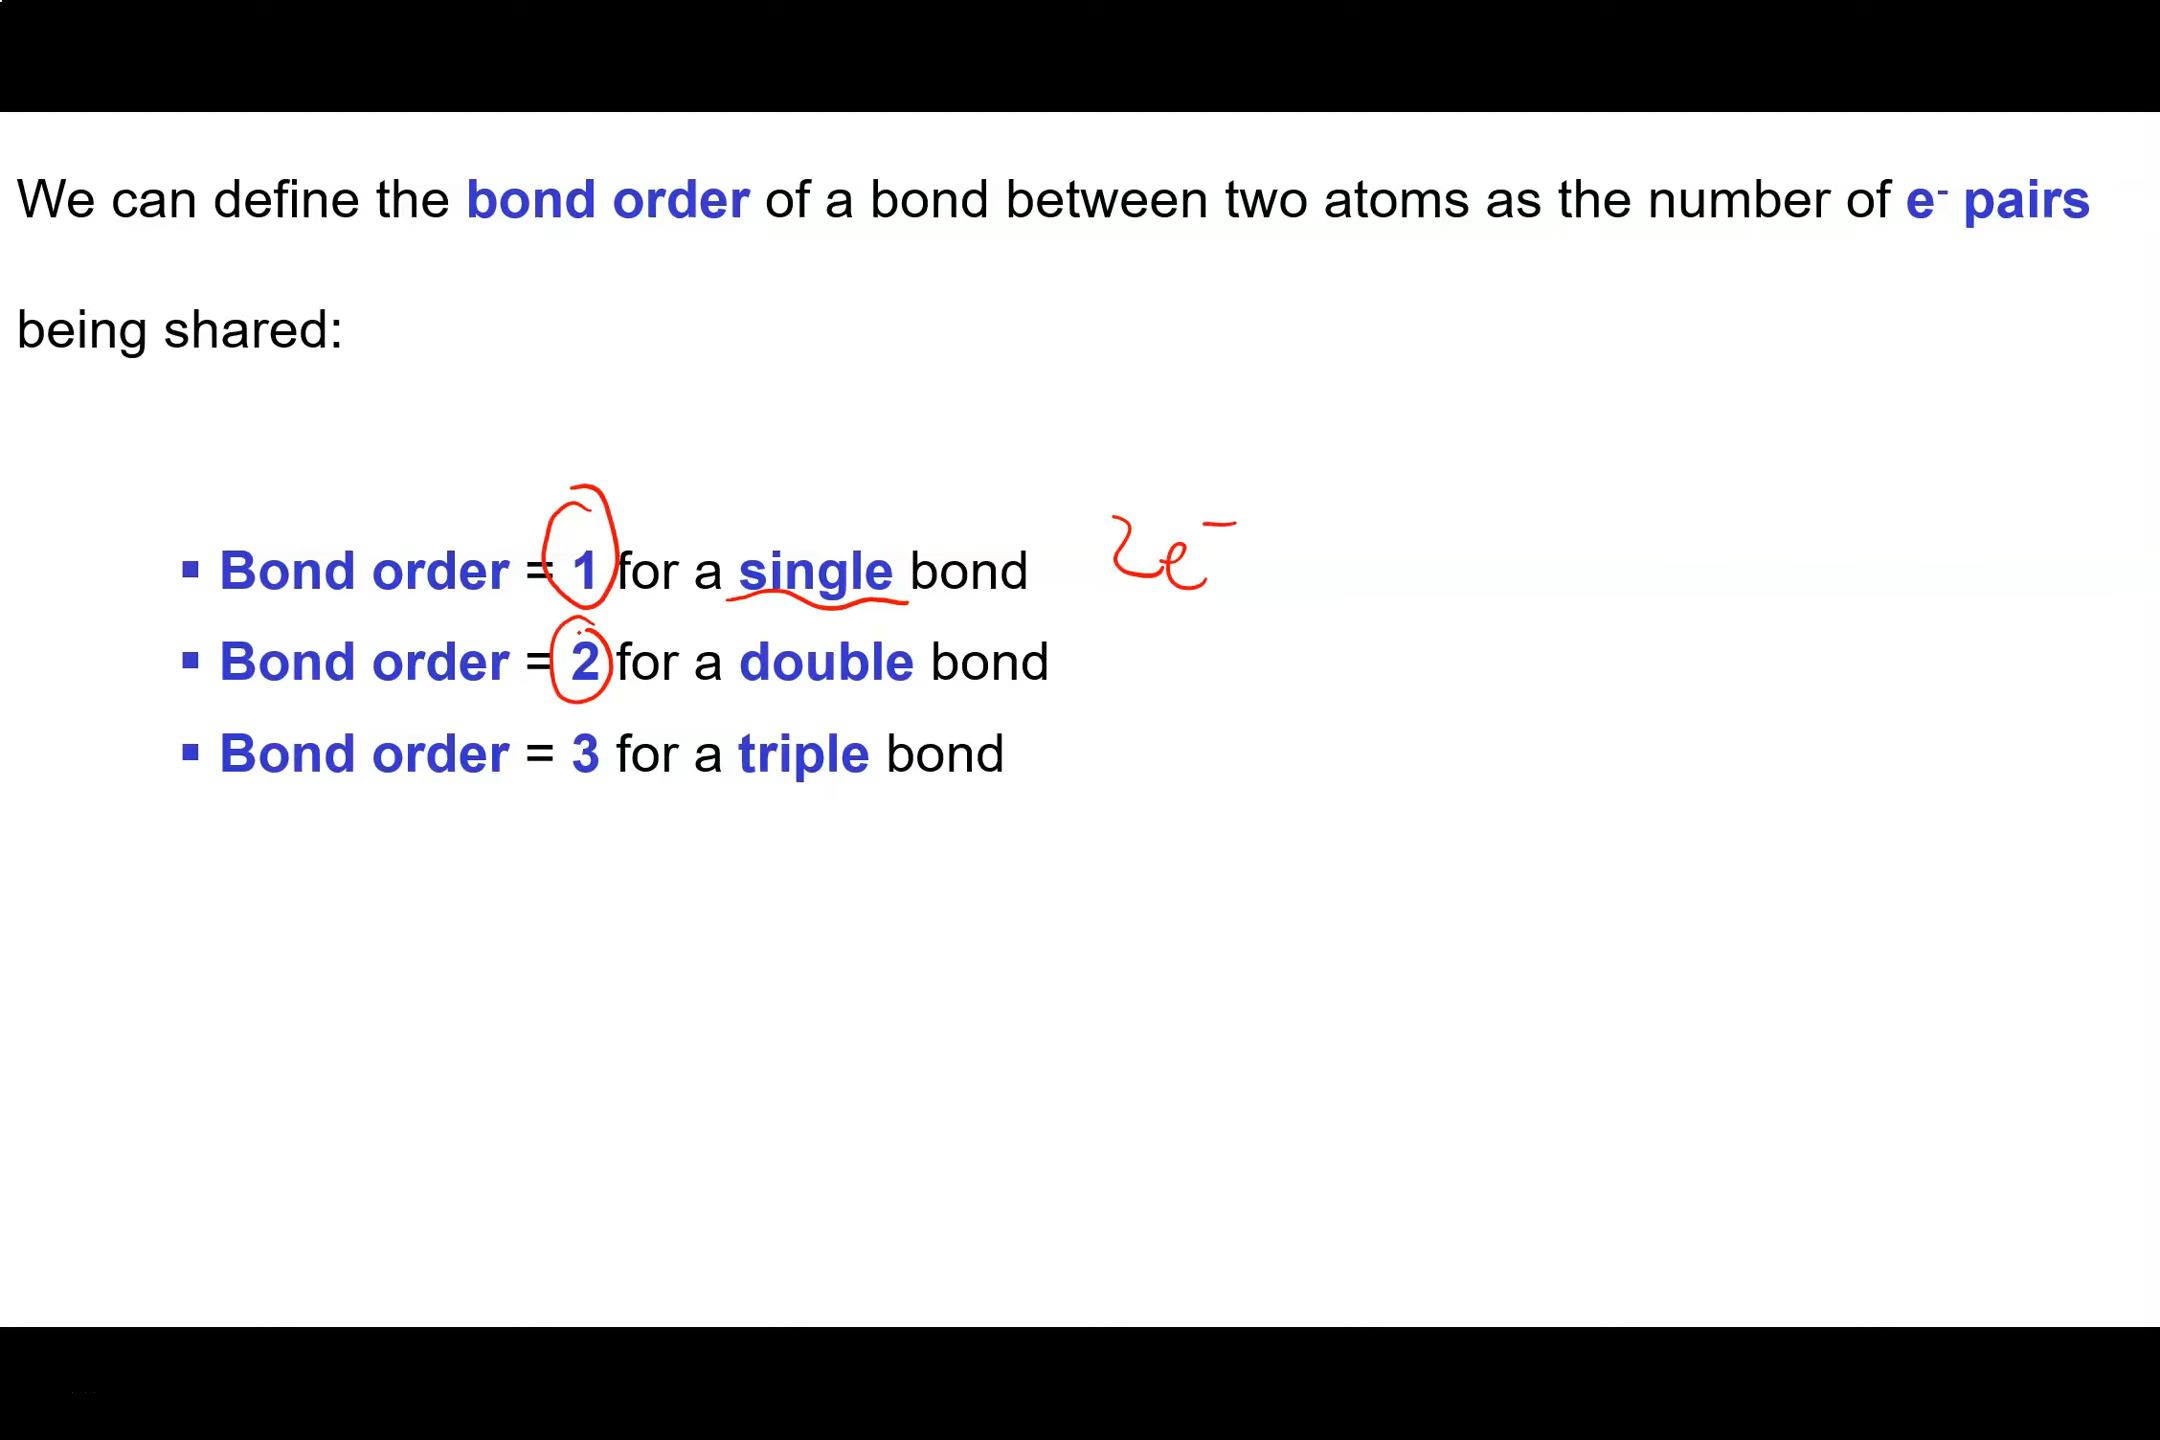 We can define the bond order of a bond between two atoms as the number of e⁻ pairs
being shared:
▪ Bond order = 1 for a single bond 2e⁻
▪ Bond order = 2 for a double bond
▪ Bond order = 3 for a triple bond